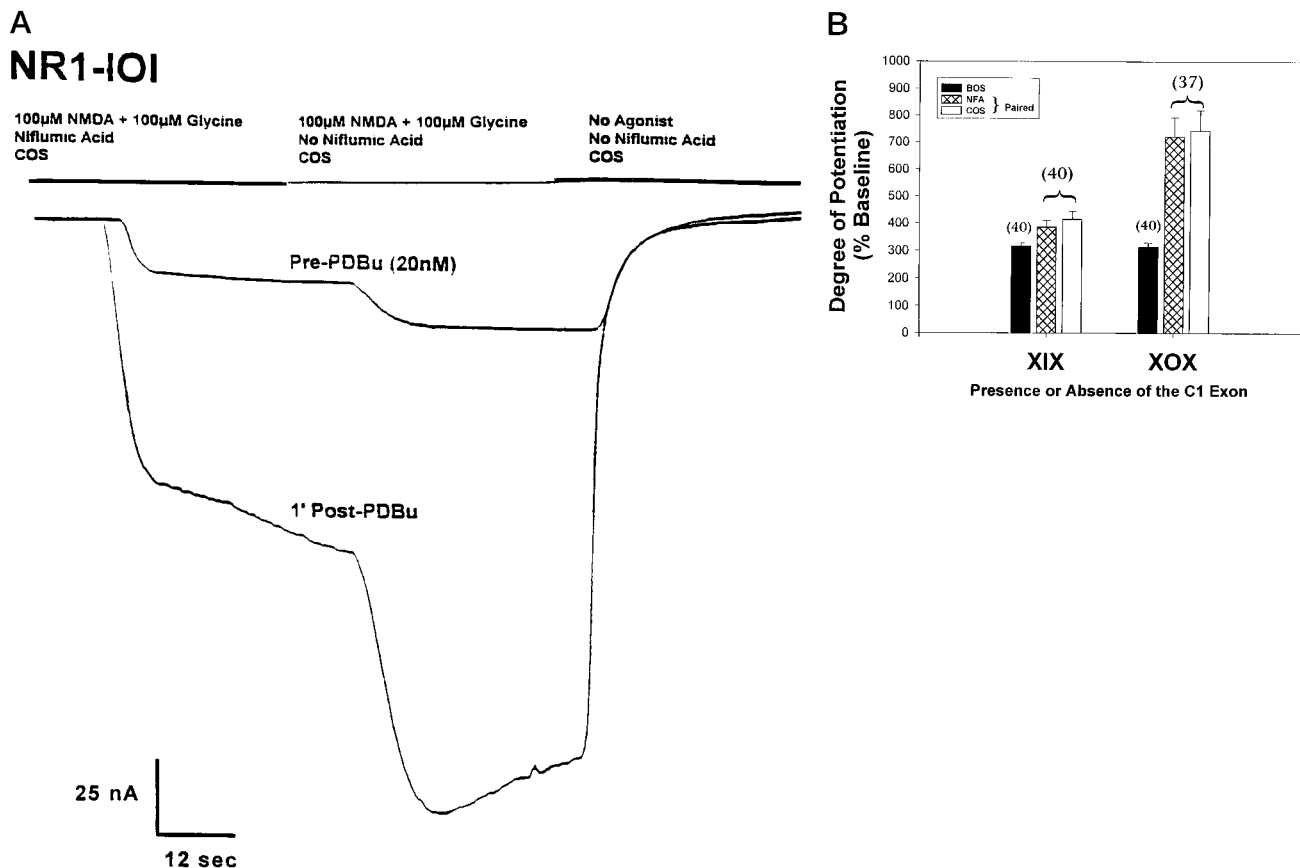 A
NR1-IOI
100µM NMDA + 100µM Glycine
Niflumic Acid
COS
100µM NMDA + 100µM Glycine
No Niflumic Acid
COS
No Agonist
No Niflumic Acid
COS
Pre-PDBu (20nM)
1' Post-PDBu
25 nA
12 sec
B
Degree of Potentiation
(% Baseline)
1000
900
800
700
600
500
400
300
200
100
0
BOS
NFA
COS
} Paired
(40)
(40)
(40)
(37)
XIX
XOX
Presence or Absence of the C1 Exon